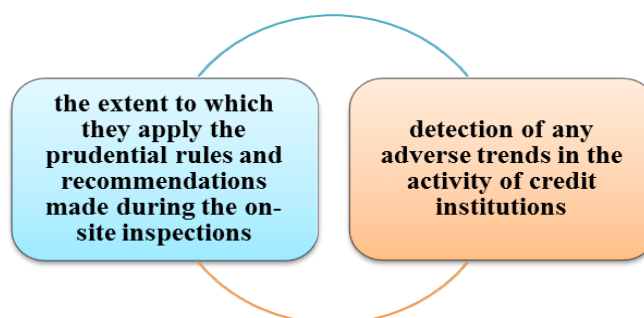 the extent to which
they apply the
prudential rules and
recommendations
made during the on-
site inspections
detection of any
adverse trends in the
activity of credit
institutions